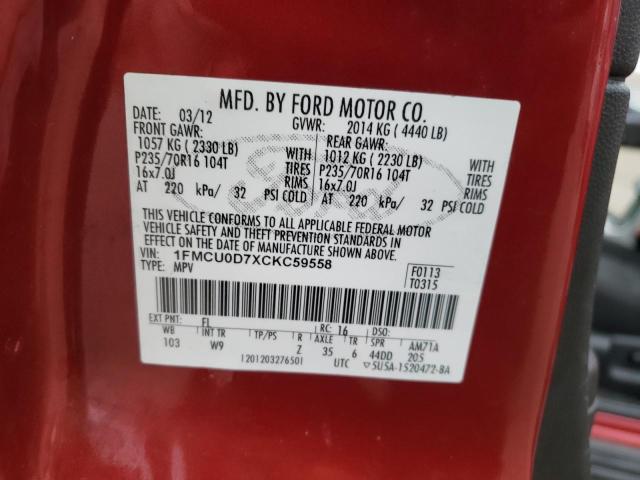 MFD. BY FORD MOTOR CO.
DATE: 03/12 GVWR: 2014 KG ( 4440 LB)
FRONT GAWR: REAR GAWR:
1057 KG ( 2330 LB) WITH 1012 KG ( 2230 LB) WITH
P235/70R16 104T TIRES P235/70R16 104T TIRES
16x7.0J RIMS 16x7.0J RIMS
AT 220 kPa/ 32 PSI COLD AT 220 kPa/ 32 PSI COLD
THIS VEHICLE CONFORMS TO ALL APPLICABLE FEDERAL MOTOR
VEHICLE SAFETY AND THEFT PREVENTION STANDARDS IN
EFFECT ON THE DATE OF MANUFACTURE SHOWN ABOVE.
VIN: 1FMCU0D7XCKC59558
TYPE: MPV
F0113
T0315
EXT PNT: FL RC: 16 DSO:
WB INT TR TP/PS R AXLE TR SPR AM71A
103 W9 Z 35 6 44DD 205
1201203276501 UTC 5U5A-1520472-BA
Ford